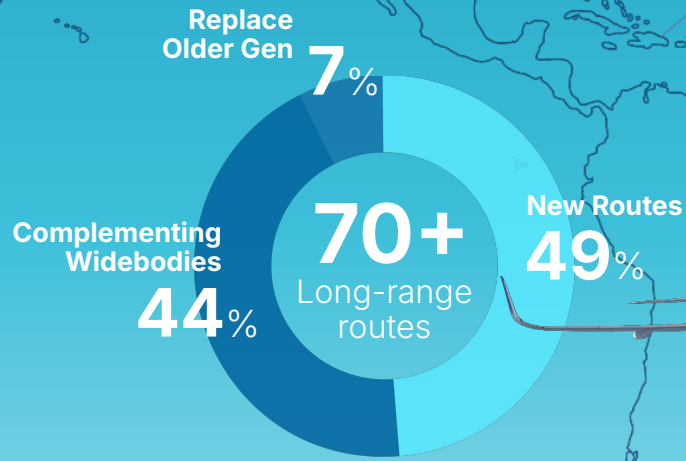 Replace
Older Gen
7%
New Routes
49%
Complementing
Widebodies
44%
70+
Long-range
routes